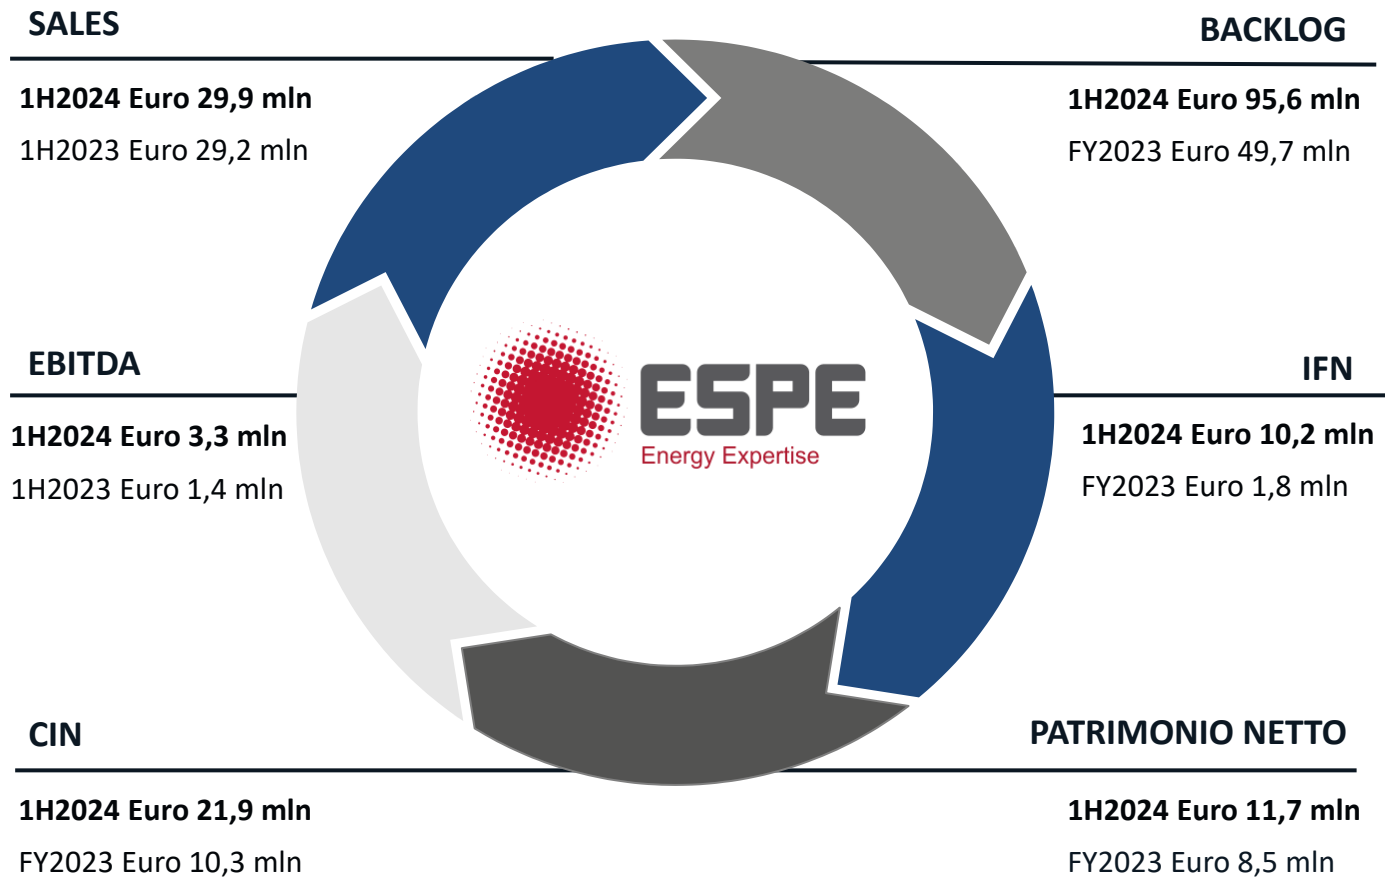 SALES
1H2024 Euro 29,9 mln
1H2023 Euro 29,2 mln
BACKLOG
1H2024 Euro 95,6 mln
FY2023 Euro 49,7 mln
EBITDA
1H2024 Euro 3,3 mln
1H2023 Euro 1,4 mln
ESPE
Energy Expertise
IFN
1H2024 Euro 10,2 mln
FY2023 Euro 1,8 mln
CIN
1H2024 Euro 21,9 mln
FY2023 Euro 10,3 mln
PATRIMONIO NETTO
1H2024 Euro 11,7 mln
FY2023 Euro 8,5 mln